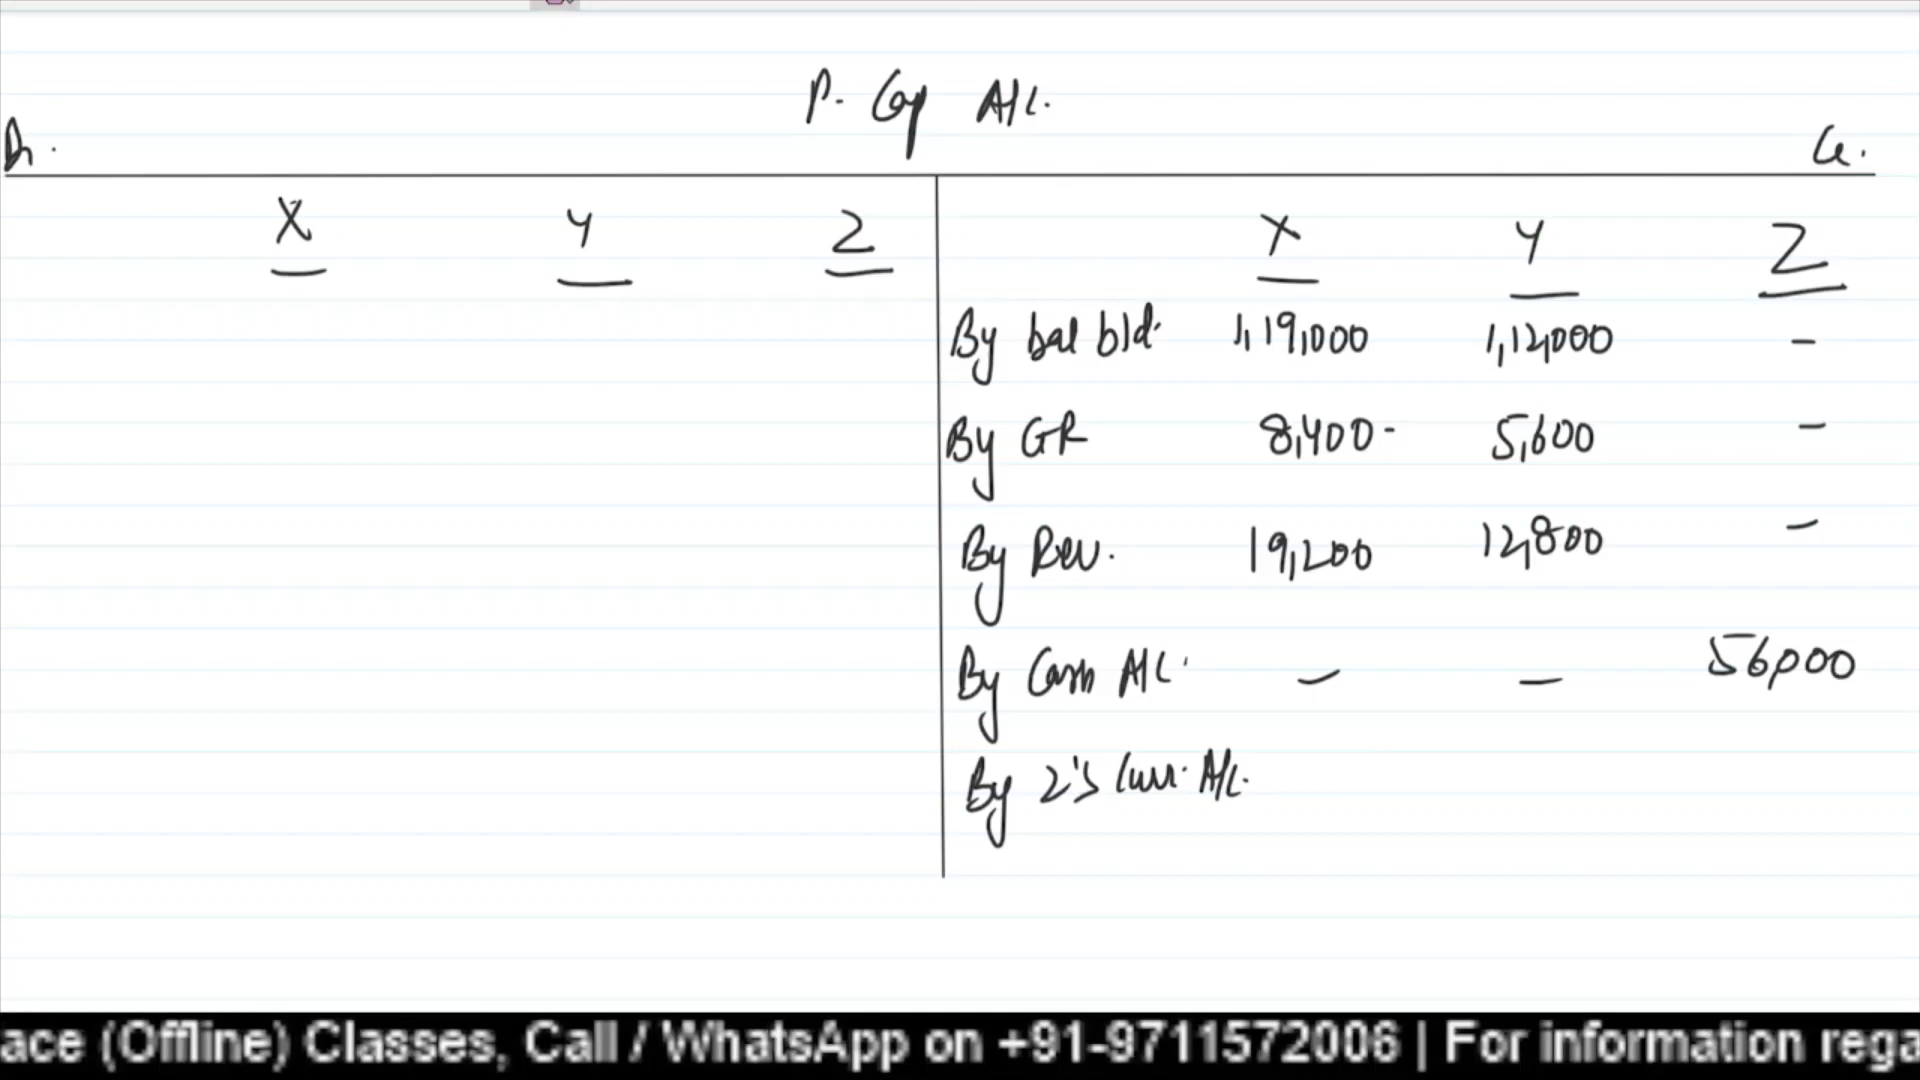 P. Cap A/c.
Dr. Cr.
X Y Z X Y Z
By bal b/d. 1,19,000 1,12,000 -
By GR 8,400- 5,600 -
By Rev. 19,200 12,800 -
By Cash A/c. - - 56,000
By Z's Curr. A/c.
ace (Offline) Classes, Call / WhatsApp on +91-9711572006 | For information rega